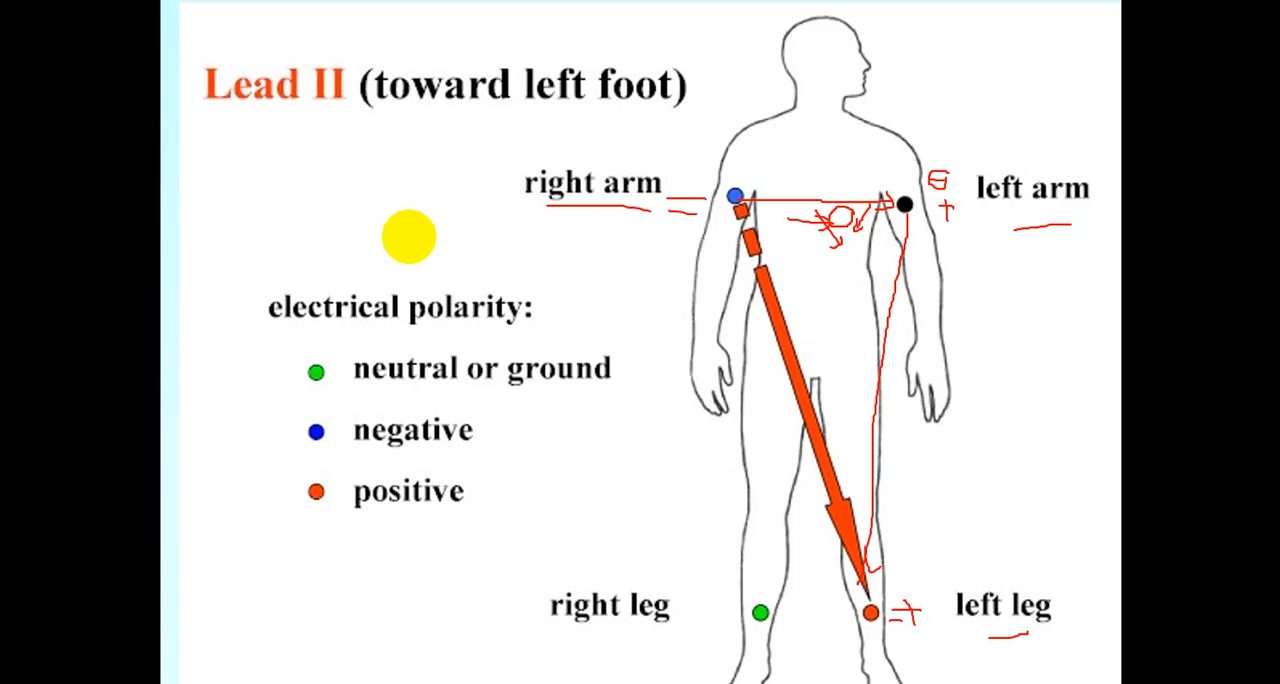 Lead II (toward left foot)
right arm
left arm
electrical polarity:
neutral or ground
negative
positive
right leg
left leg